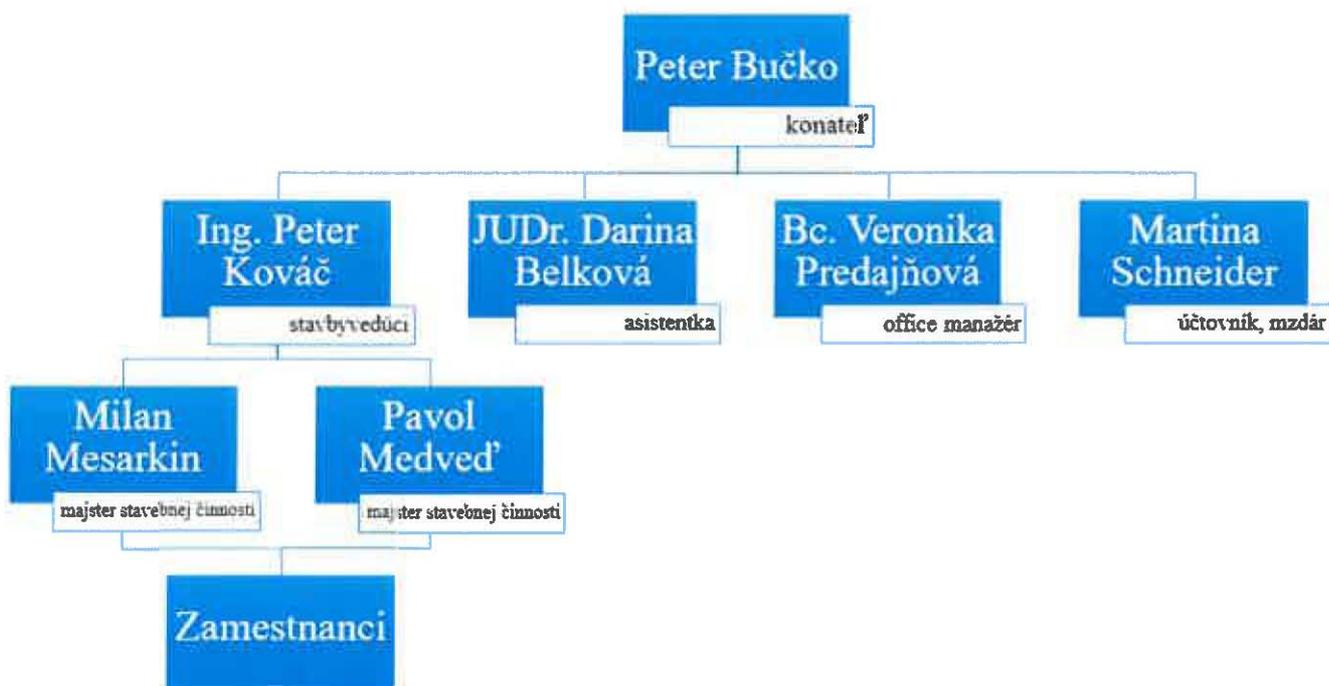 Peter Bučko
konateľ
Ing. Peter
Kováč
stavbyvedúci
JUDr. Darina
Belková
asistentka
Bc. Veronika
Predajňová
office manažér
Martina
Schneider
účtovník, mzdár
Milan
Mesarkin
majster stavebnej činnosti
Pavol
Medveď
majster stavebnej činnosti
Zamestnanci